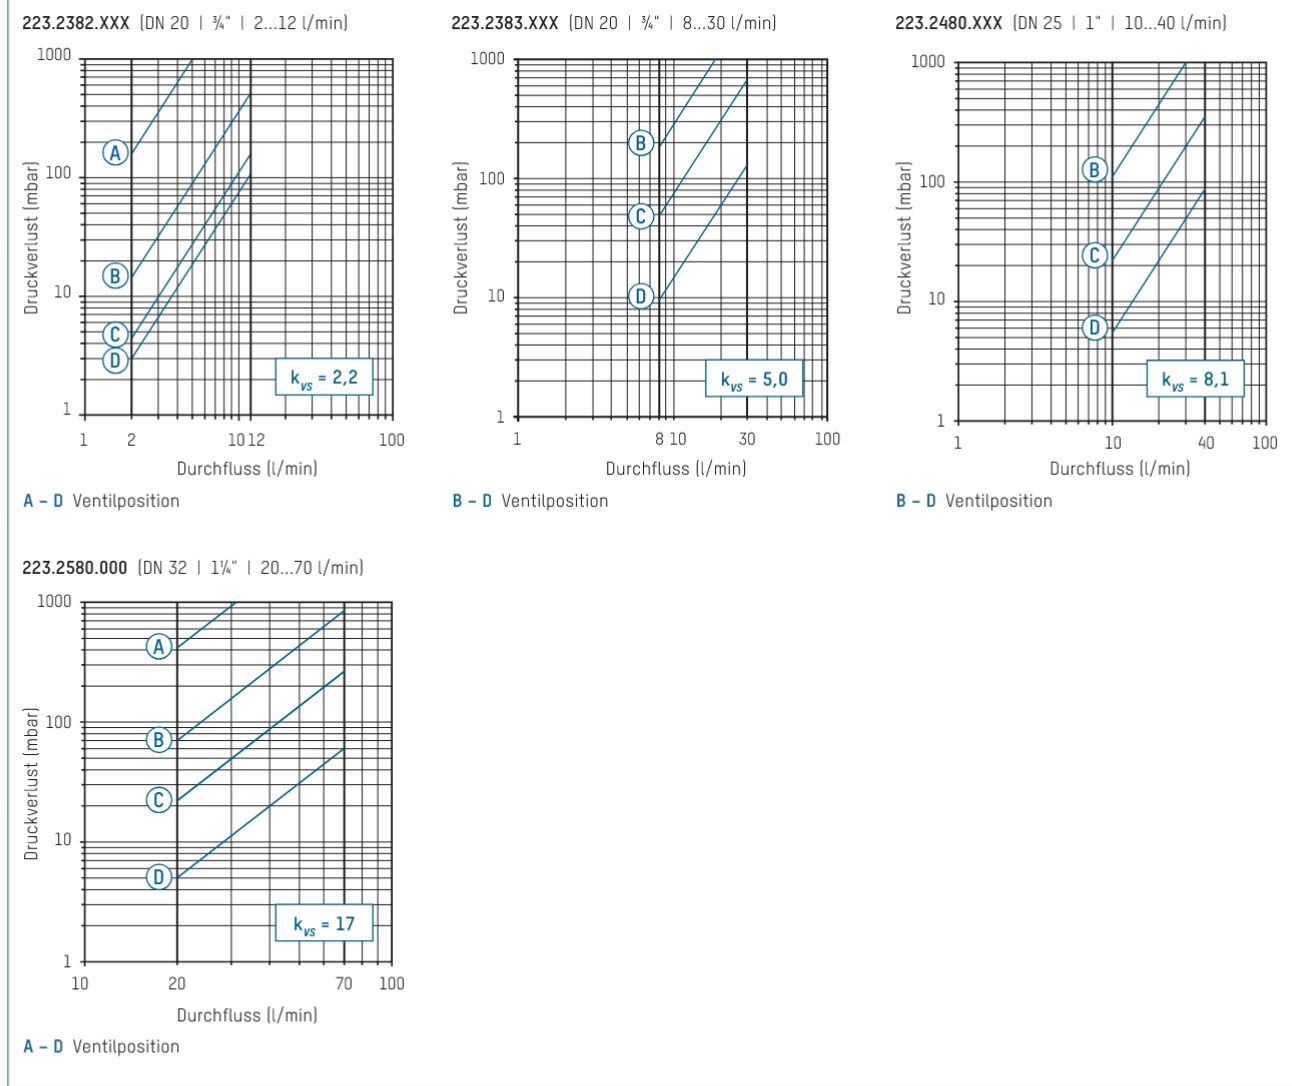 223.2382.XXX (DN 20 | ¾" | 2...12 l/min)
1000
100
10
1
Druckverlust (mbar)
A
B
C
D
k_vs = 2,2
1 2 10 12 100
Durchfluss (l/min)
A – D Ventilposition
223.2383.XXX (DN 20 | ¾" | 8...30 l/min)
1000
100
10
1
Druckverlust (mbar)
B
C
D
k_vs = 5,0
1 8 10 30 100
Durchfluss (l/min)
B – D Ventilposition
223.2480.XXX (DN 25 | 1" | 10...40 l/min)
1000
100
10
1
Druckverlust (mbar)
B
C
D
k_vs = 8,1
1 10 40 100
Durchfluss (l/min)
B – D Ventilposition
223.2580.000 (DN 32 | 1¼" | 20...70 l/min)
1000
100
10
1
Druckverlust (mbar)
A
B
C
D
k_vs = 17
10 20 70 100
Durchfluss (l/min)
A – D Ventilposition